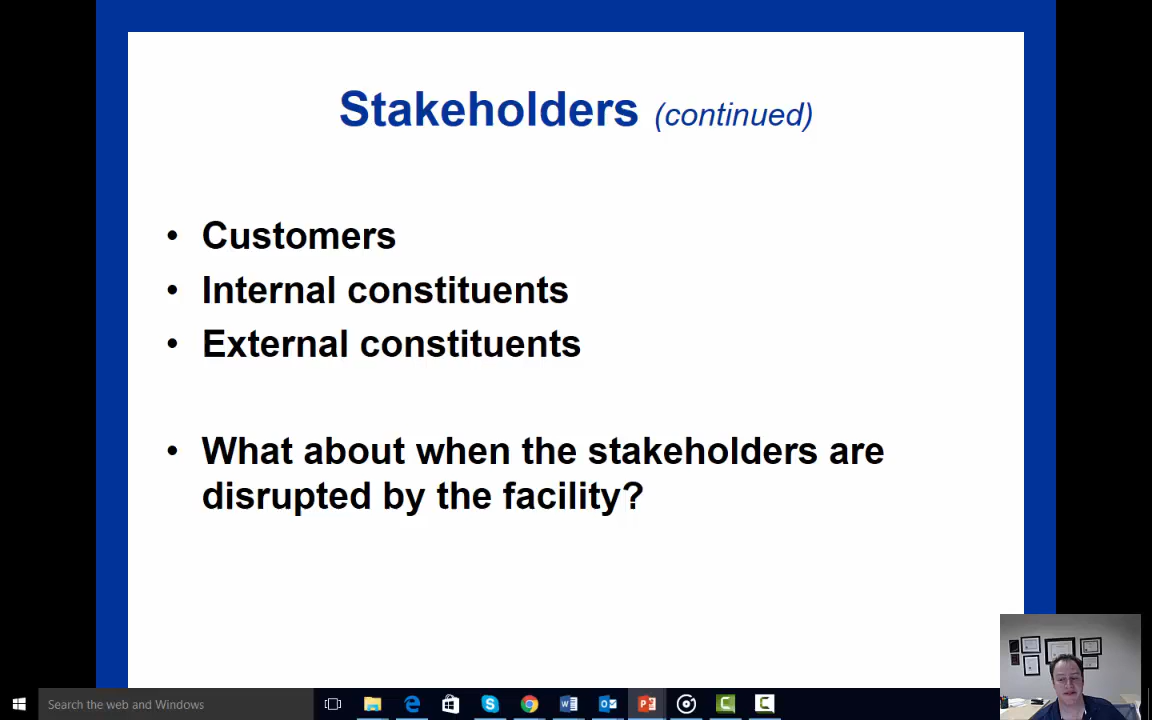 Stakeholders (continued)
• Customers
• Internal constituents
• External constituents
• What about when the stakeholders are
disrupted by the facility?
Search the web and Windows